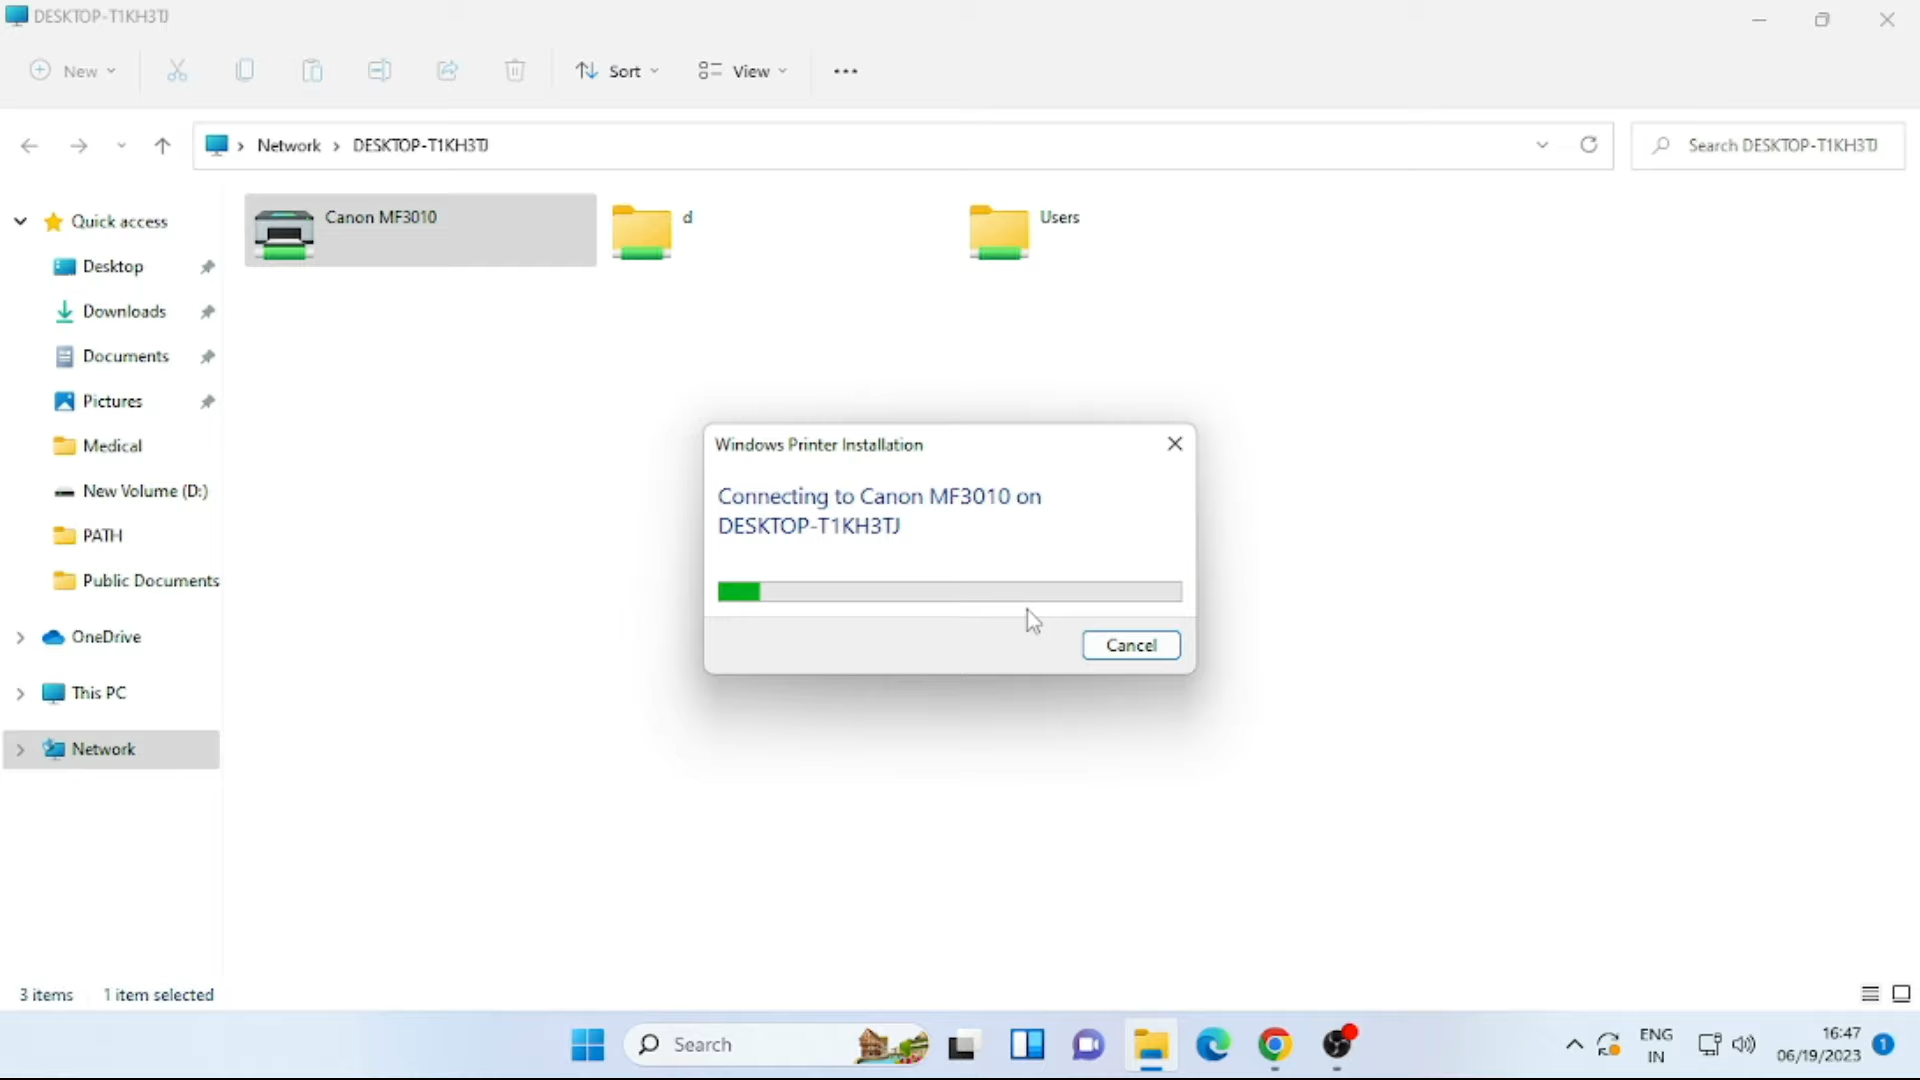 DESKTOP-T1KH3TJ
New
Sort
View
Network
DESKTOP-T1KH3TJ
Search DESKTOP-T1KH3TJ
Quick access
Desktop
Downloads
Documents
Pictures
Medical
New Volume (D:)
PATH
Public Documents
OneDrive
This PC
Network
Canon MF3010
d
Users
Windows Printer Installation
Connecting to Canon MF3010 on
DESKTOP-T1KH3TJ
Cancel
3 items 1 item selected
Search
ENG
IN
16:47
06/19/2023
1